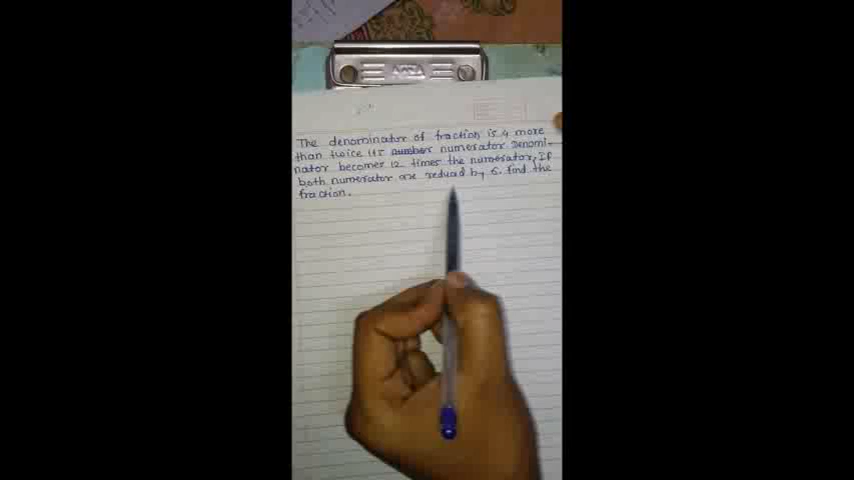 The denominator of fraction is 4 more
than twice its number numerator Denomi-
nator becomes 12 times the numerator, If
both numerator are reduced by 6. find the
fraction.